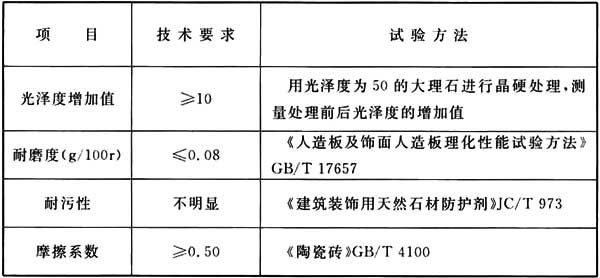 项 目 技术要求 试验方法
光泽度增加值 ≥10 用光泽度为50的大理石进行晶硬处理,测
量处理前后光泽度的增加值
耐磨度(g/100r) ≤0.08 《人造板及饰面人造板理化性能试验方法》
GB/T 17657
耐污性 不明显 《建筑装饰用天然石材防护剂》JC/T 973
摩擦系数 ≥0.50 《陶瓷砖》GB/T 4100